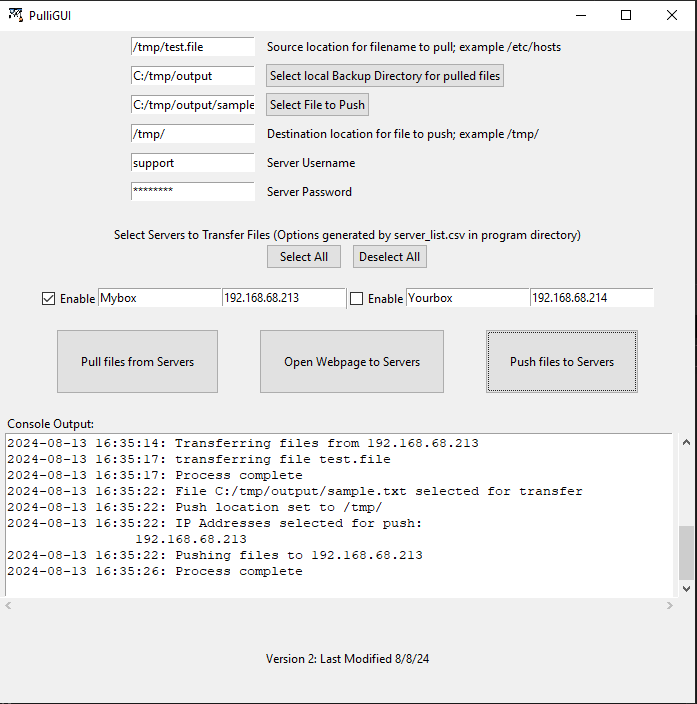 PulliGUI
/tmp/test.file Source location for filename to pull; example /etc/hosts
C:/tmp/output Select local Backup Directory for pulled files
C:/tmp/output/sample Select File to Push
/tmp/ Destination location for file to push; example /tmp/
support Server Username
******** Server Password
Select Servers to Transfer Files (Options generated by server_list.csv in program directory)
Select All Deselect All
Enable Mybox 192.168.68.213 Enable Yourbox 192.168.68.214
Pull files from Servers Open Webpage to Servers Push files to Servers
Console Output:
2024-08-13 16:35:14: Transferring files from 192.168.68.213
2024-08-13 16:35:17: transferring file test.file
2024-08-13 16:35:17: Process complete
2024-08-13 16:35:22: File C:/tmp/output/sample.txt selected for transfer
2024-08-13 16:35:22: Push location set to /tmp/
2024-08-13 16:35:22: IP Addresses selected for push:
192.168.68.213
2024-08-13 16:35:22: Pushing files to 192.168.68.213
2024-08-13 16:35:26: Process complete
Version 2: Last Modified 8/8/24